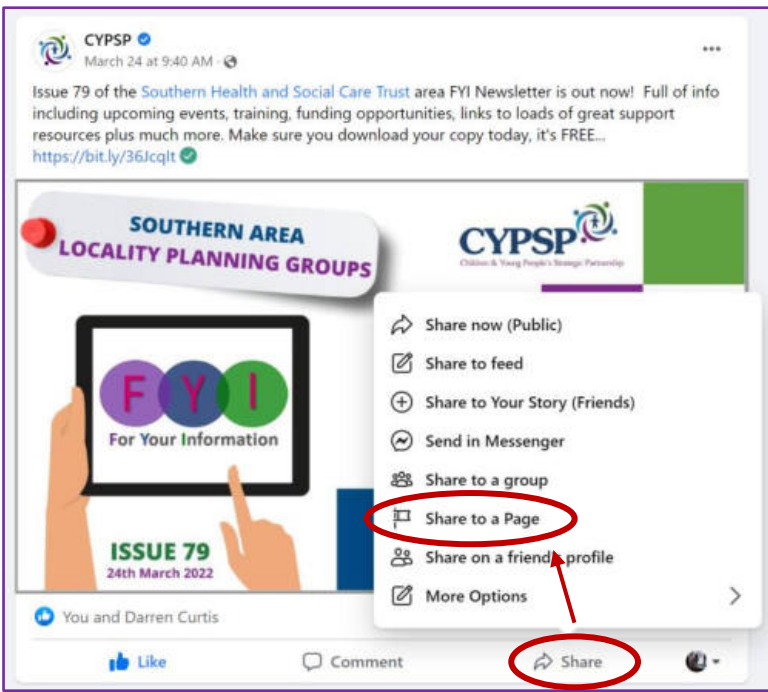 CYPSP
March 24 at 9:40 AM ·
Issue 79 of the Southern Health and Social Care Trust area FYI Newsletter is out now! Full of info
including upcoming events, training, funding opportunities, links to loads of great support
resources plus much more. Make sure you download your copy today, it's FREE...
https://bit.ly/36Jcqlt
SOUTHERN AREA
LOCALITY PLANNING GROUPS
CYPSP
Children & Young People's Strategic Partnership
F Y I
For Your Information
ISSUE 79
24th March 2022
Share now (Public)
Share to feed
Share to Your Story (Friends)
Send in Messenger
Share to a group
Share to a Page
Share on a friend's profile
More Options
You and Darren Curtis
Like
Comment
Share